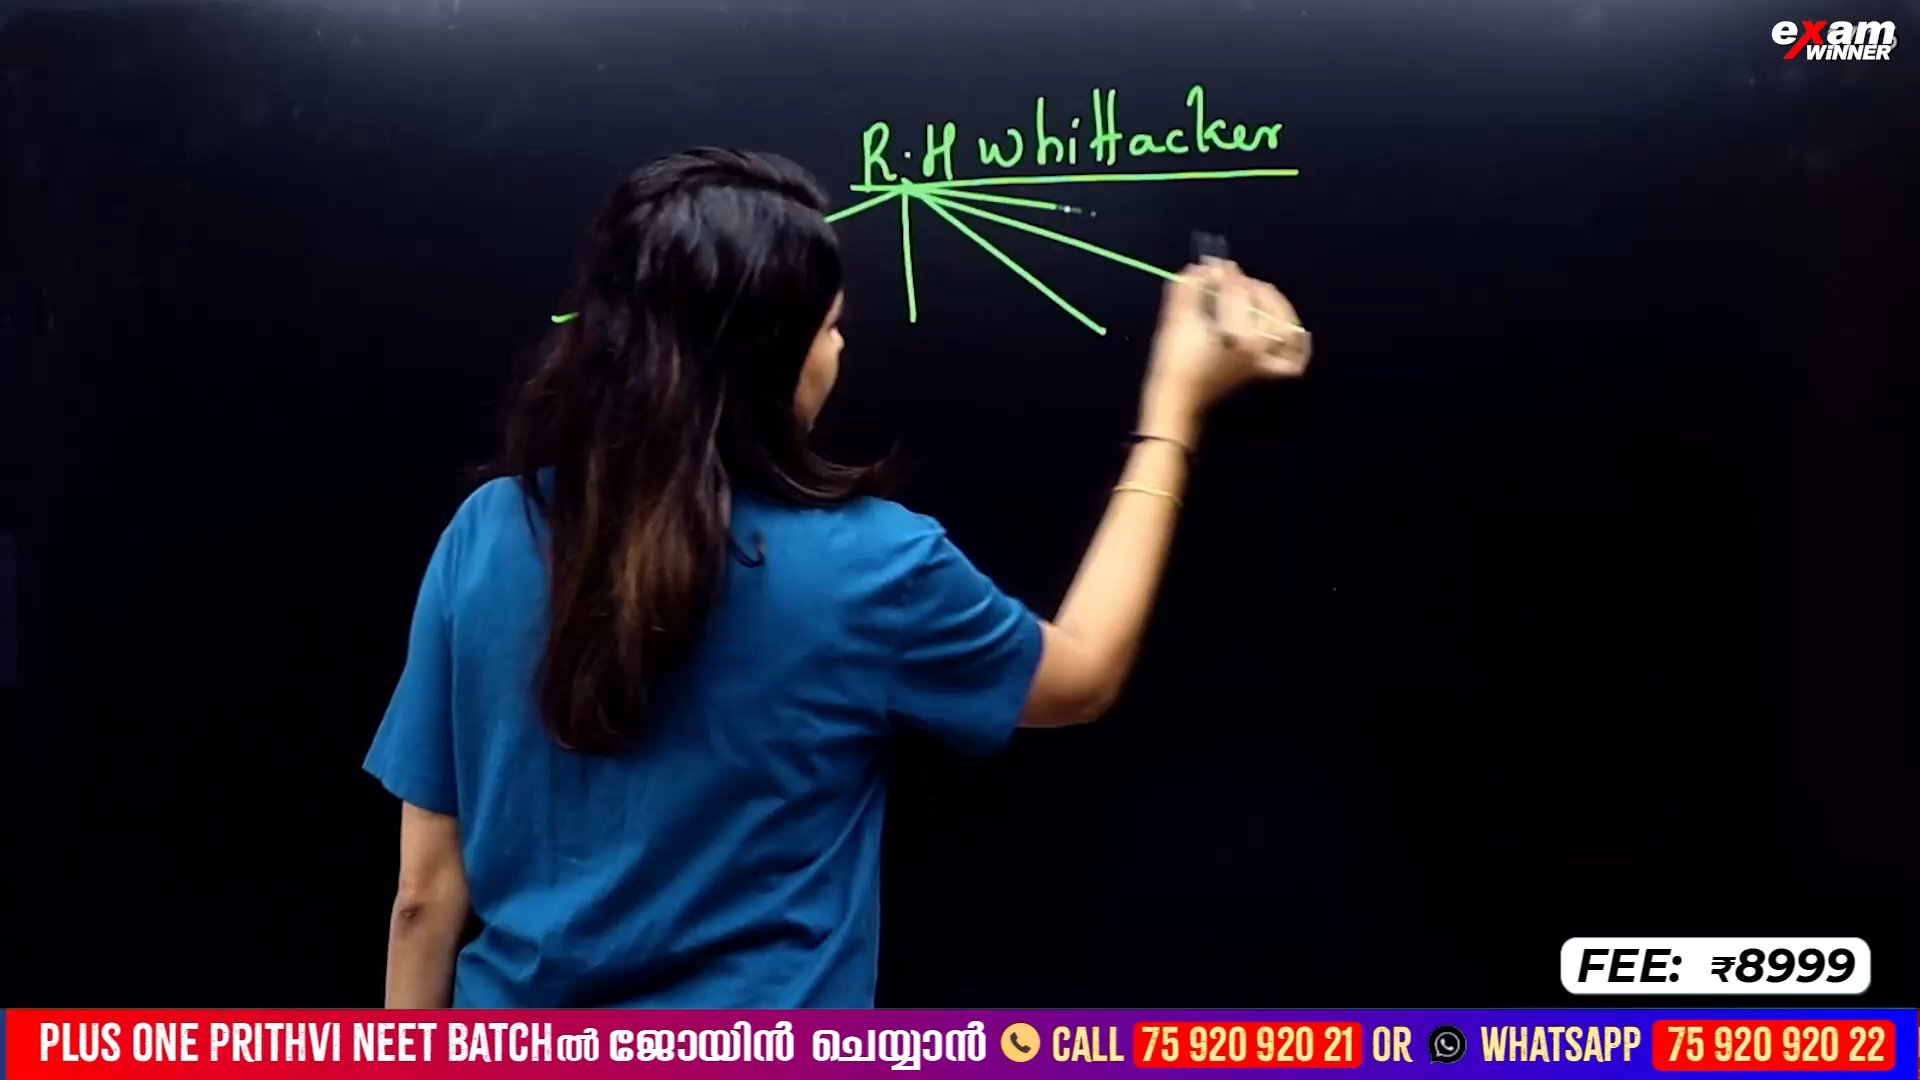 exam
WINNER
R.H Whittacker
FEE: ₹8999
PLUS ONE PRITHVI NEET BATCHൽ ജോയിൻ ചെയ്യാൻ CALL 75 920 920 21 OR WHATSAPP 75 920 920 22